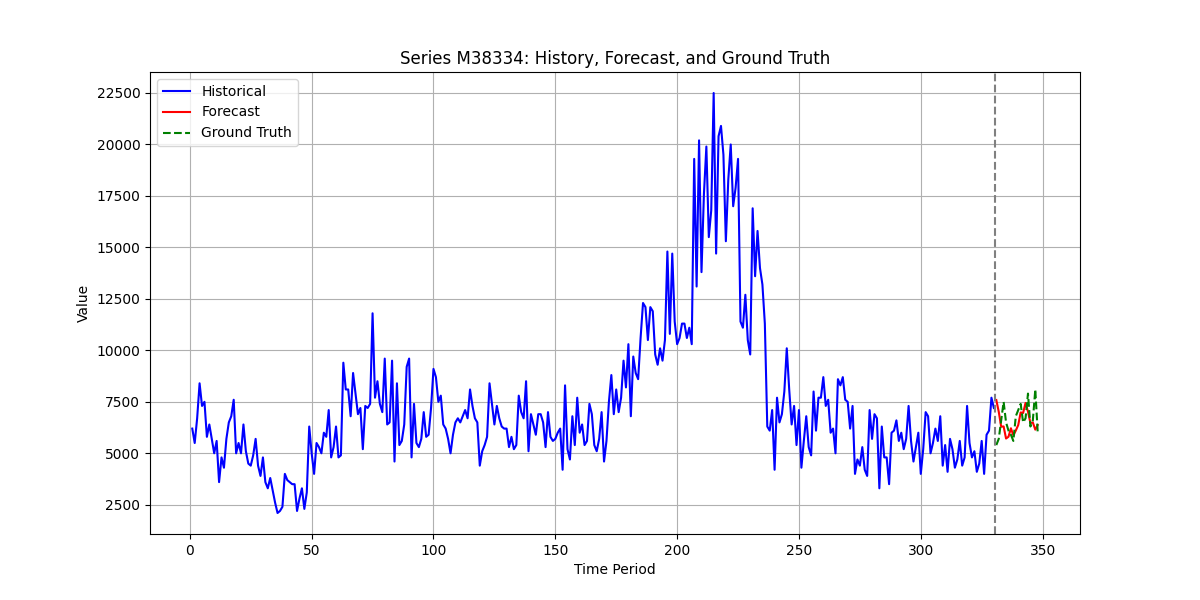 Series M38334: History, Forecast, and Ground Truth
Historical
Forecast
Ground Truth
22500
20000
17500
15000
12500
10000
7500
5000
2500
Value
0 50 100 150 200 250 300 350
Time Period